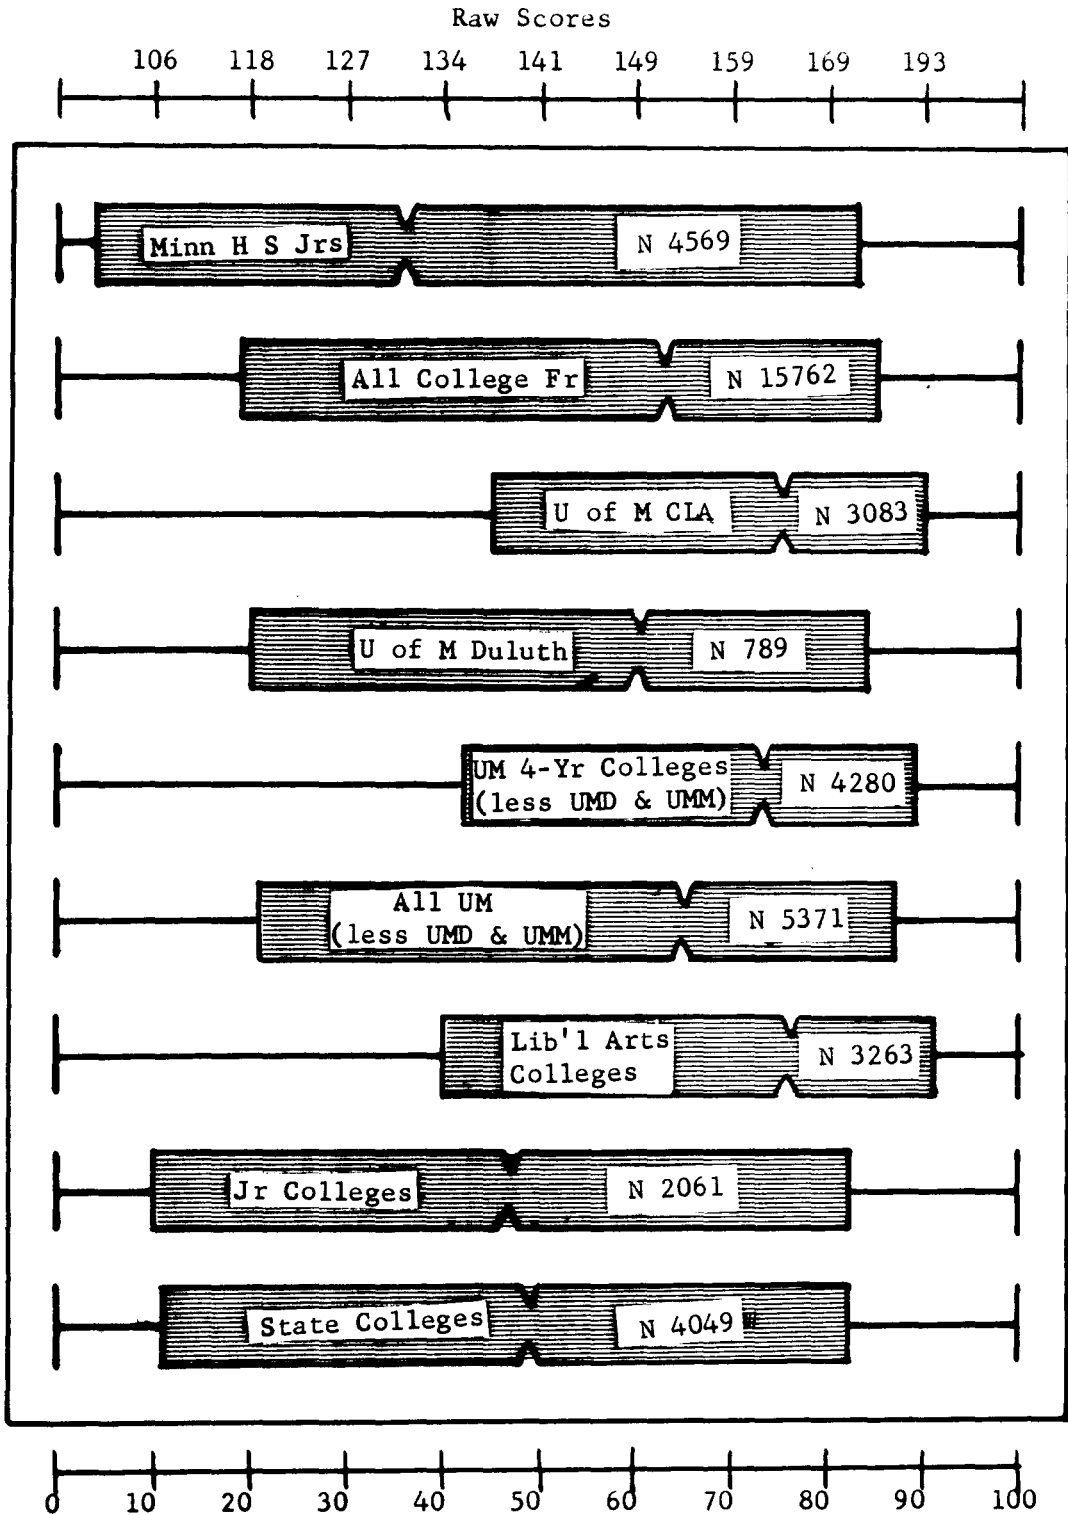 Raw Scores
106 118 127 134 141 149 159 169 193
Minn H S Jrs N 4569
All College Fr N 15762
U of M CLA N 3083
U of M Duluth N 789
UM 4-Yr Colleges
(less UMD & UMM) N 4280
All UM
(less UMD & UMM) N 5371
Lib'l Arts
Colleges N 3263
Jr Colleges N 2061
State Colleges N 4049
0 10 20 30 40 50 60 70 80 90 100